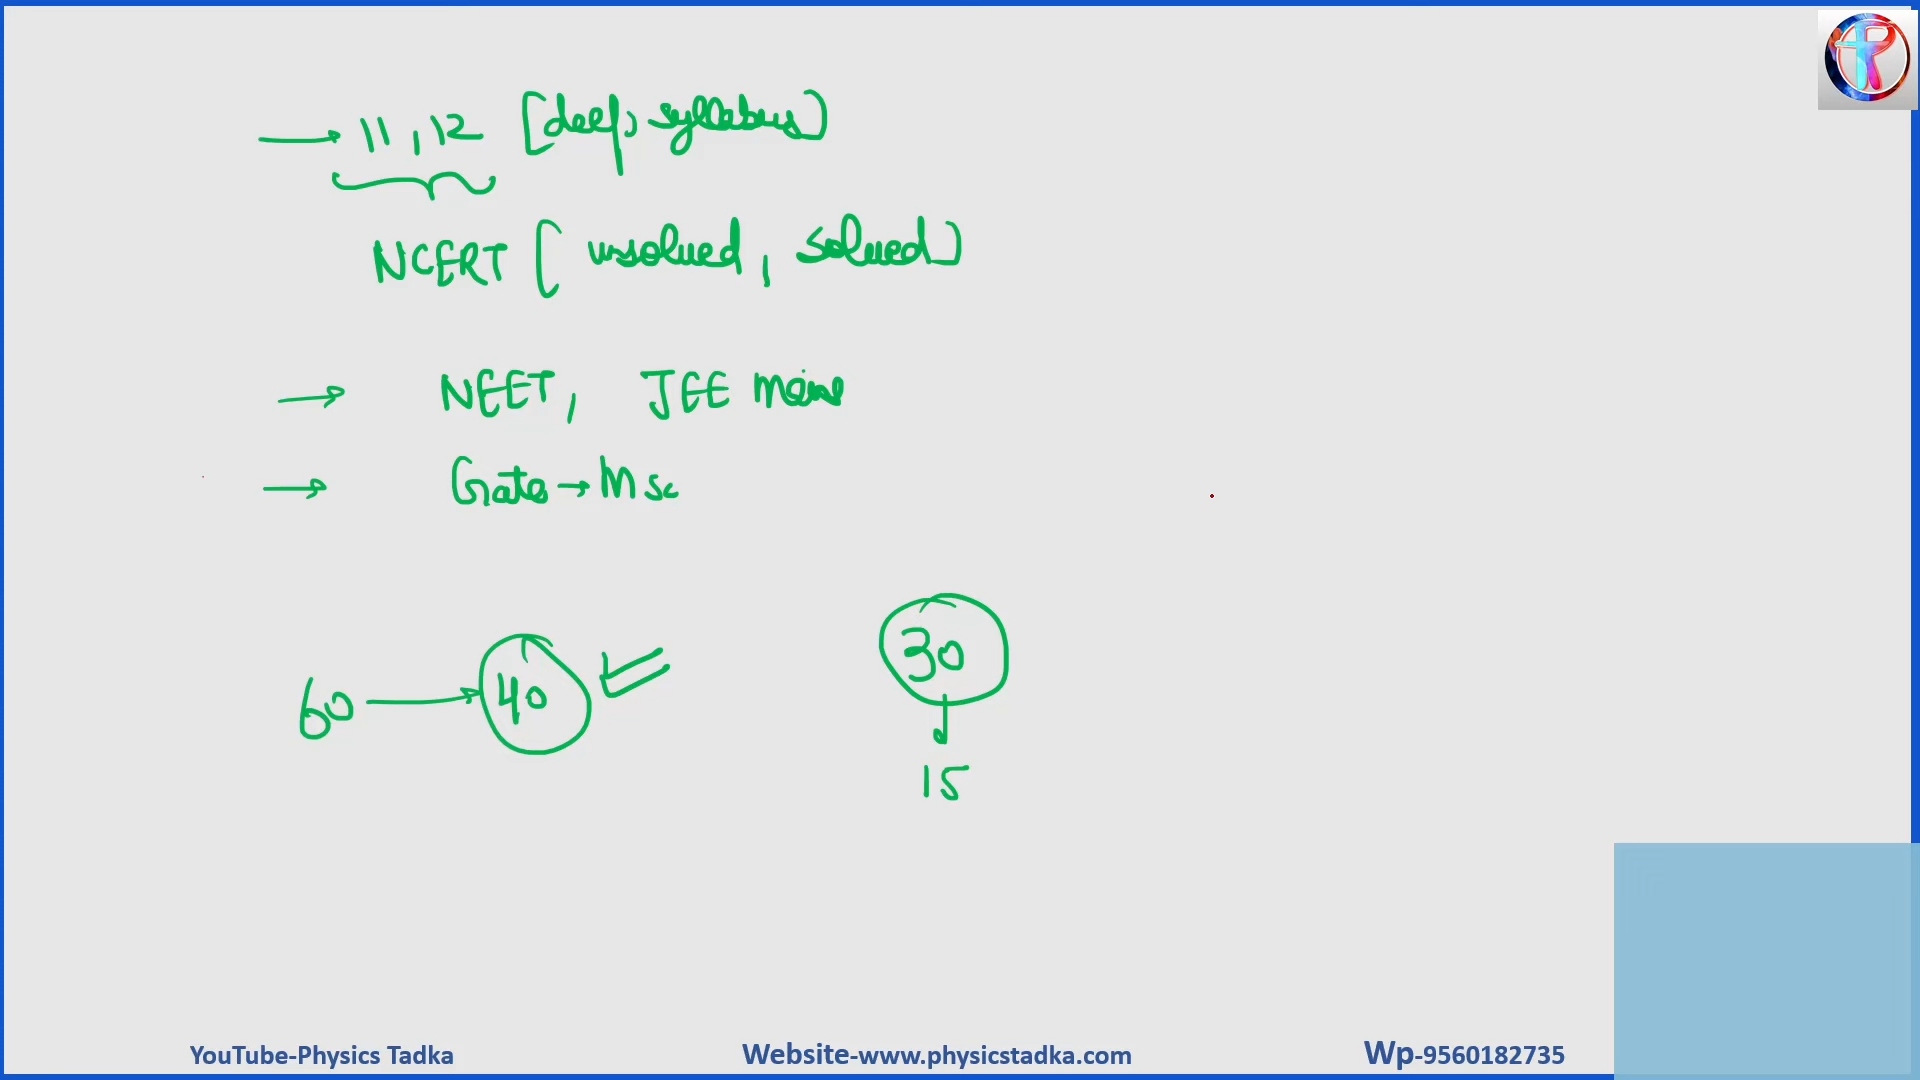 → 11, 12 [deep, syllabus]
NCERT [unsolved, solved]
→ NEET, JEE mains
→ Gate → Msc
60 → 40
30
↓
15
YouTube-Physics Tadka Website-www.physicstadka.com Wp-9560182735